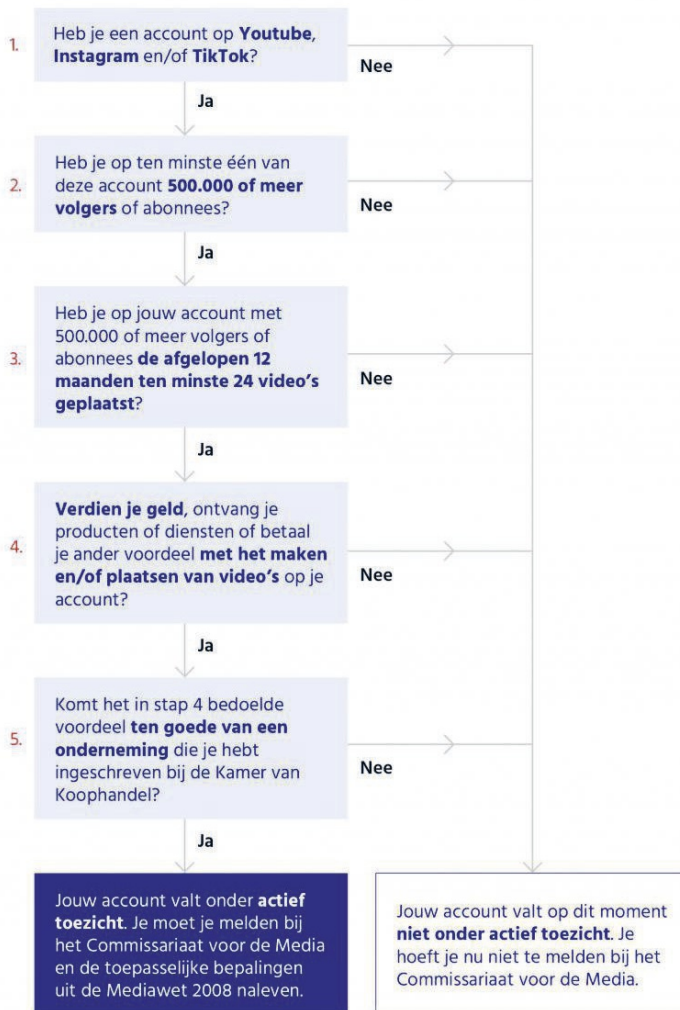 1.
Heb je een account op Youtube,
Instagram en/of TikTok?
Nee
Ja
2.
Heb je op ten minste één van
deze account 500.000 of meer
volgers of abonnees?
Nee
Ja
3.
Heb je op jouw account met
500.000 of meer volgers of
abonnees de afgelopen 12
maanden ten minste 24 video's
geplaatst?
Nee
Ja
4.
Verdien je geld, ontvang je
producten of diensten of betaal
je ander voordeel met het maken
en/of plaatsen van video's op je
account?
Nee
Ja
5.
Komt het in stap 4 bedoelde
voordeel ten goede van een
onderneming die je hebt
ingeschreven bij de Kamer van
Koophandel?
Nee
Ja
Jouw account valt onder actief
toezicht. Je moet je melden bij
het Commissariaat voor de Media
en de toepasselijke bepalingen
uit de Mediawet 2008 naleven.
Jouw account valt op dit moment
niet onder actief toezicht. Je
hoeft je nu niet te melden bij het
Commissariaat voor de Media.